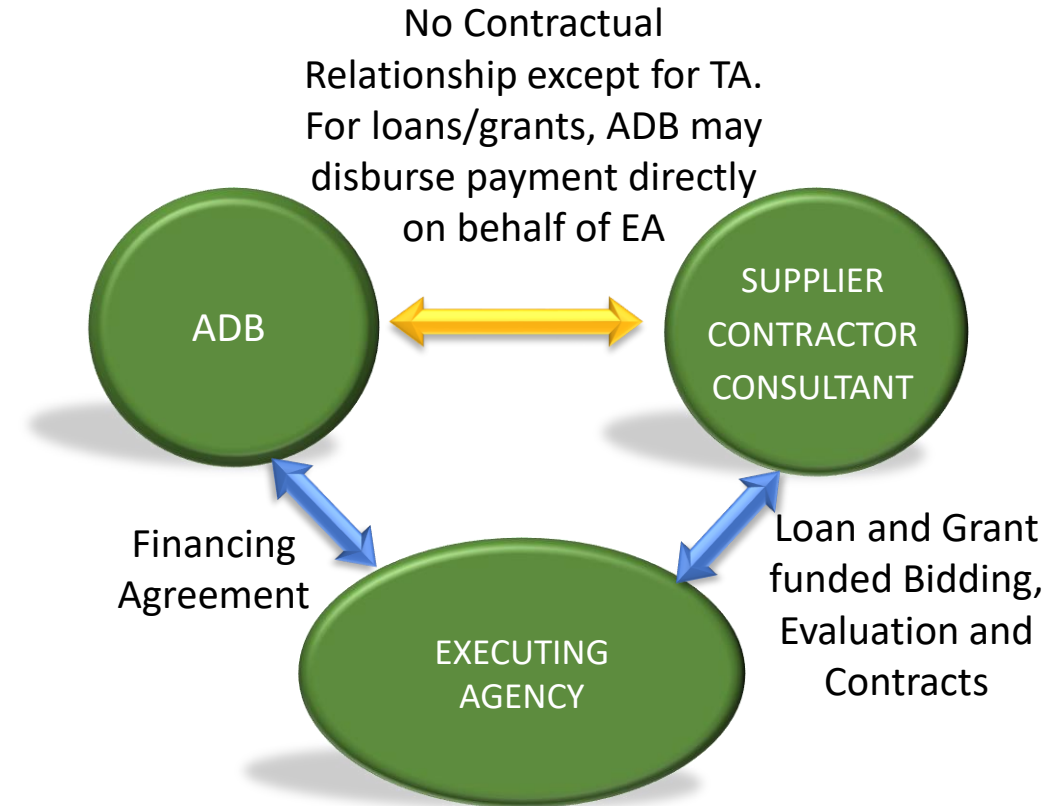 No Contractual
Relationship except for TA.
For loans/grants, ADB may
disburse payment directly
on behalf of EA
ADB
SUPPLIER
CONTRACTOR
CONSULTANT
Financing
Agreement
Loan and Grant
funded Bidding,
Evaluation and
Contracts
EXECUTING
AGENCY